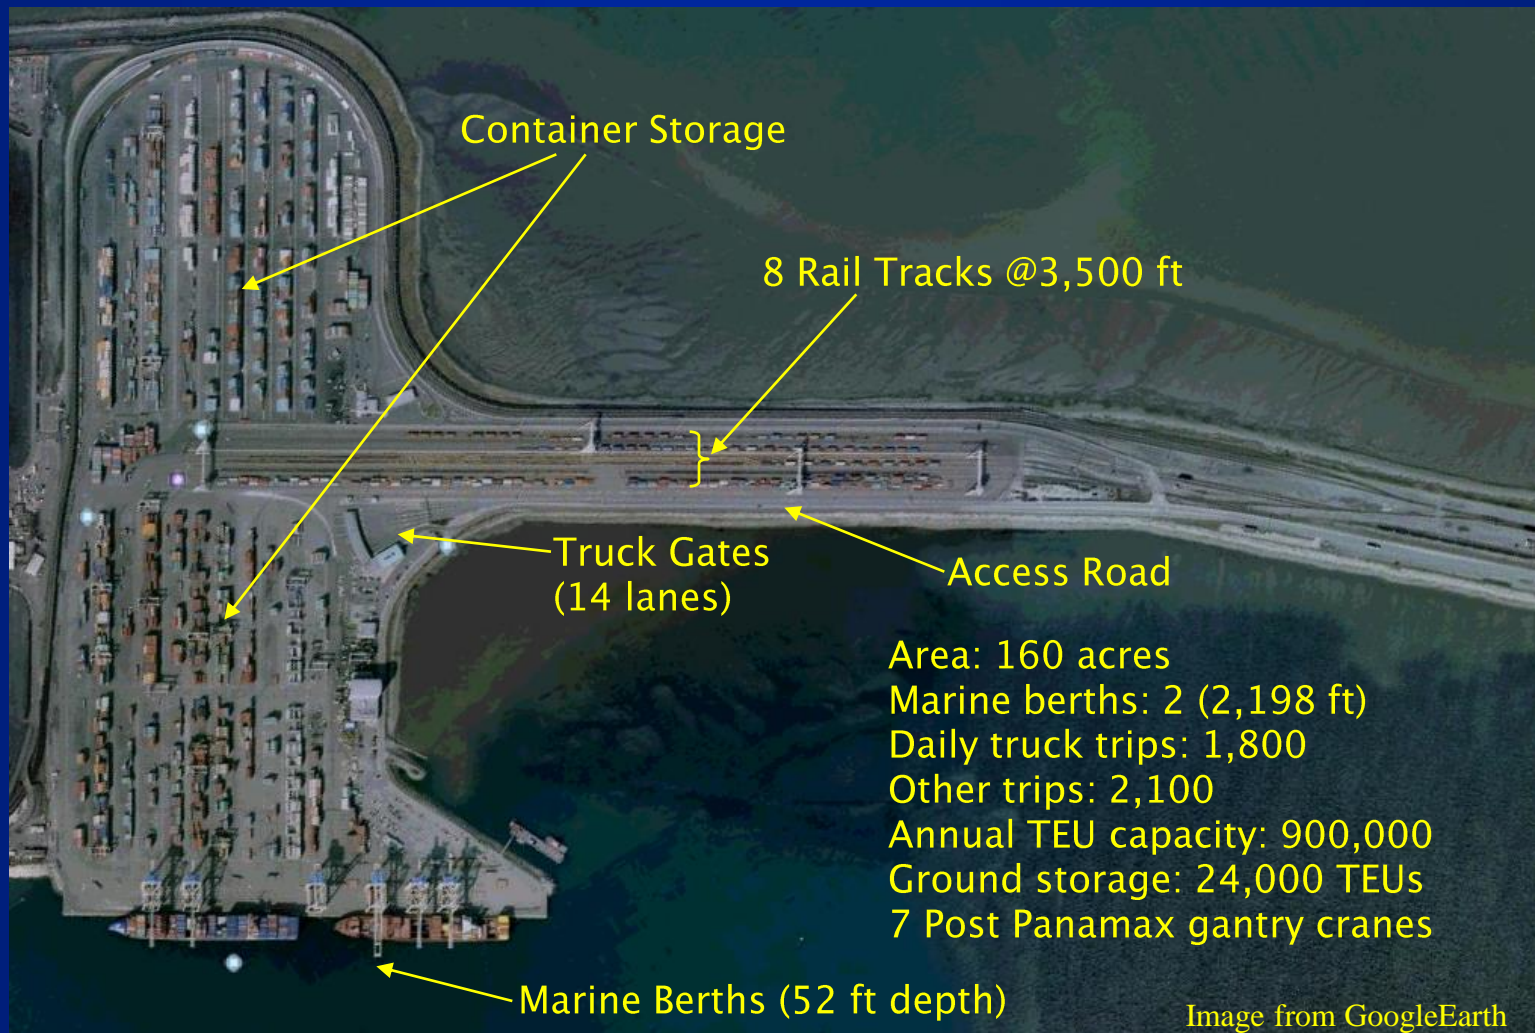 Container Storage
8 Rail Tracks @3,500 ft
Truck Gates
(14 lanes)
Access Road
Area: 160 acres
Marine berths: 2 (2,198 ft)
Daily truck trips: 1,800
Other trips: 2,100
Annual TEU capacity: 900,000
Ground storage: 24,000 TEUs
7 Post Panamax gantry cranes
Marine Berths (52 ft depth)
Image from GoogleEarth